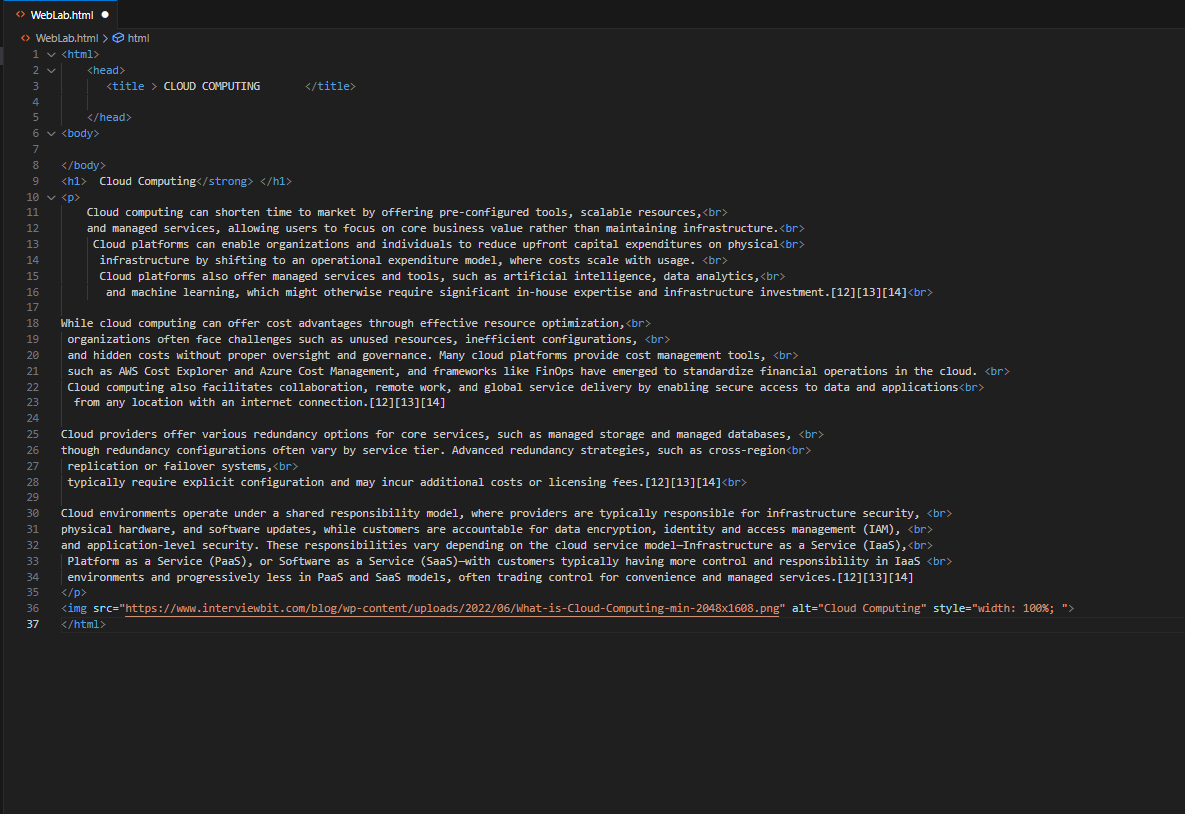 WebLab.html
WebLab.html > html
1 <html>
2 <head>
3 <title > CLOUD COMPUTING </title>
4
5 </head>
6 <body>
7
8 </body>
9 <h1> Cloud Computing</strong> </h1>
10 <p>
11 Cloud computing can shorten time to market by offering pre-configured tools, scalable resources,<br>
12 and managed services, allowing users to focus on core business value rather than maintaining infrastructure.<br>
13 Cloud platforms can enable organizations and individuals to reduce upfront capital expenditures on physical<br>
14 infrastructure by shifting to an operational expenditure model, where costs scale with usage. <br>
15 Cloud platforms also offer managed services and tools, such as artificial intelligence, data analytics,<br>
16 and machine learning, which might otherwise require significant in-house expertise and infrastructure investment.[12][13][14]<br>
17
18 While cloud computing can offer cost advantages through effective resource optimization,<br>
19 organizations often face challenges such as unused resources, inefficient configurations, <br>
20 and hidden costs without proper oversight and governance. Many cloud platforms provide cost management tools, <br>
21 such as AWS Cost Explorer and Azure Cost Management, and frameworks like FinOps have emerged to standardize financial operations in the cloud. <br>
22 Cloud computing also facilitates collaboration, remote work, and global service delivery by enabling secure access to data and applications<br>
23 from any location with an internet connection.[12][13][14]
24
25 Cloud providers offer various redundancy options for core services, such as managed storage and managed databases, <br>
26 though redundancy configurations often vary by service tier. Advanced redundancy strategies, such as cross-region<br>
27 replication or failover systems,<br>
28 typically require explicit configuration and may incur additional costs or licensing fees.[12][13][14]<br>
29
30 Cloud environments operate under a shared responsibility model, where providers are typically responsible for infrastructure security, <br>
31 physical hardware, and software updates, while customers are accountable for data encryption, identity and access management (IAM), <br>
32 and application-level security. These responsibilities vary depending on the cloud service model—Infrastructure as a Service (IaaS),<br>
33 Platform as a Service (PaaS), or Software as a Service (SaaS)—with customers typically having more control and responsibility in IaaS <br>
34 environments and progressively less in PaaS and SaaS models, often trading control for convenience and managed services.[12][13][14]
35 </p>
36 <img src="https://www.interviewbit.com/blog/wp-content/uploads/2022/06/What-is-Cloud-Computing-min-2048x1608.png" alt="Cloud Computing" style="width: 100%; ">
37 </html>